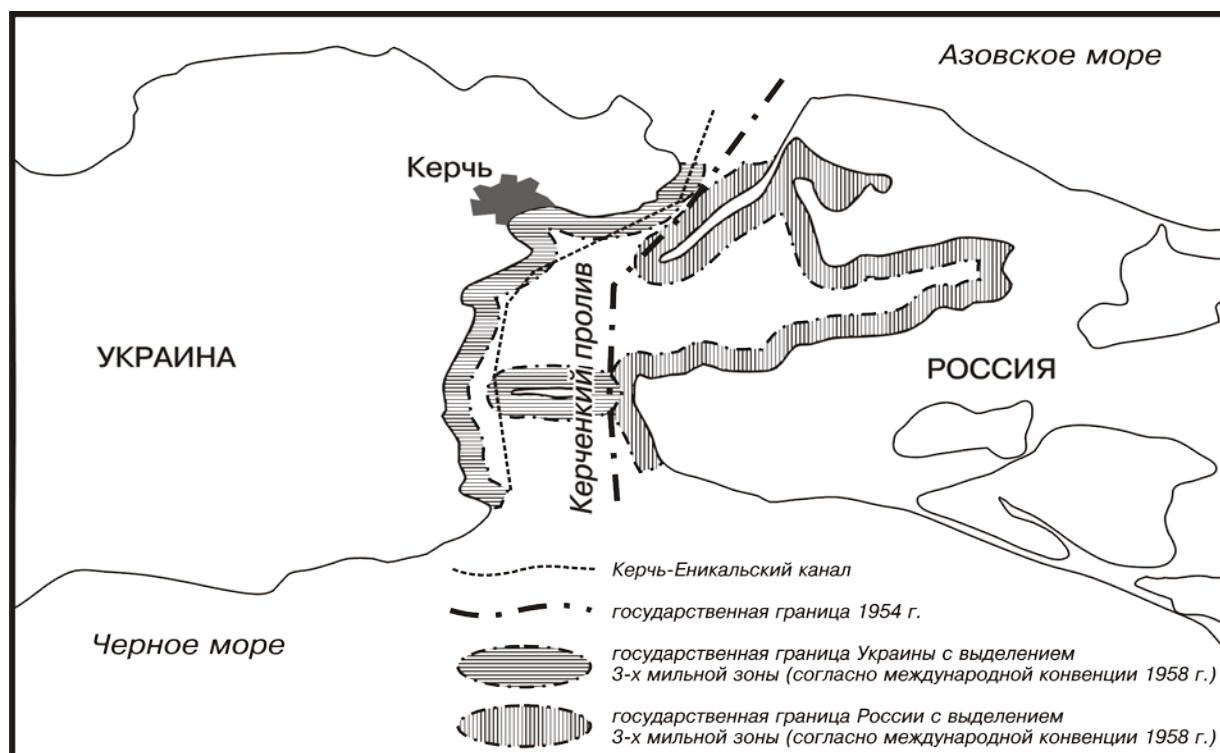 Азовское море
Керчь
УКРАИНА
Керченкий пролив
РОССИЯ
Черное море
Керчь-Еникальский канал
государственная граница 1954 г.
государственная граница Украины с выделением
3-х мильной зоны (согласно международной конвенции 1958 г.)
государственная граница России с выделением
3-х мильной зоны (согласно международной конвенции 1958 г.)